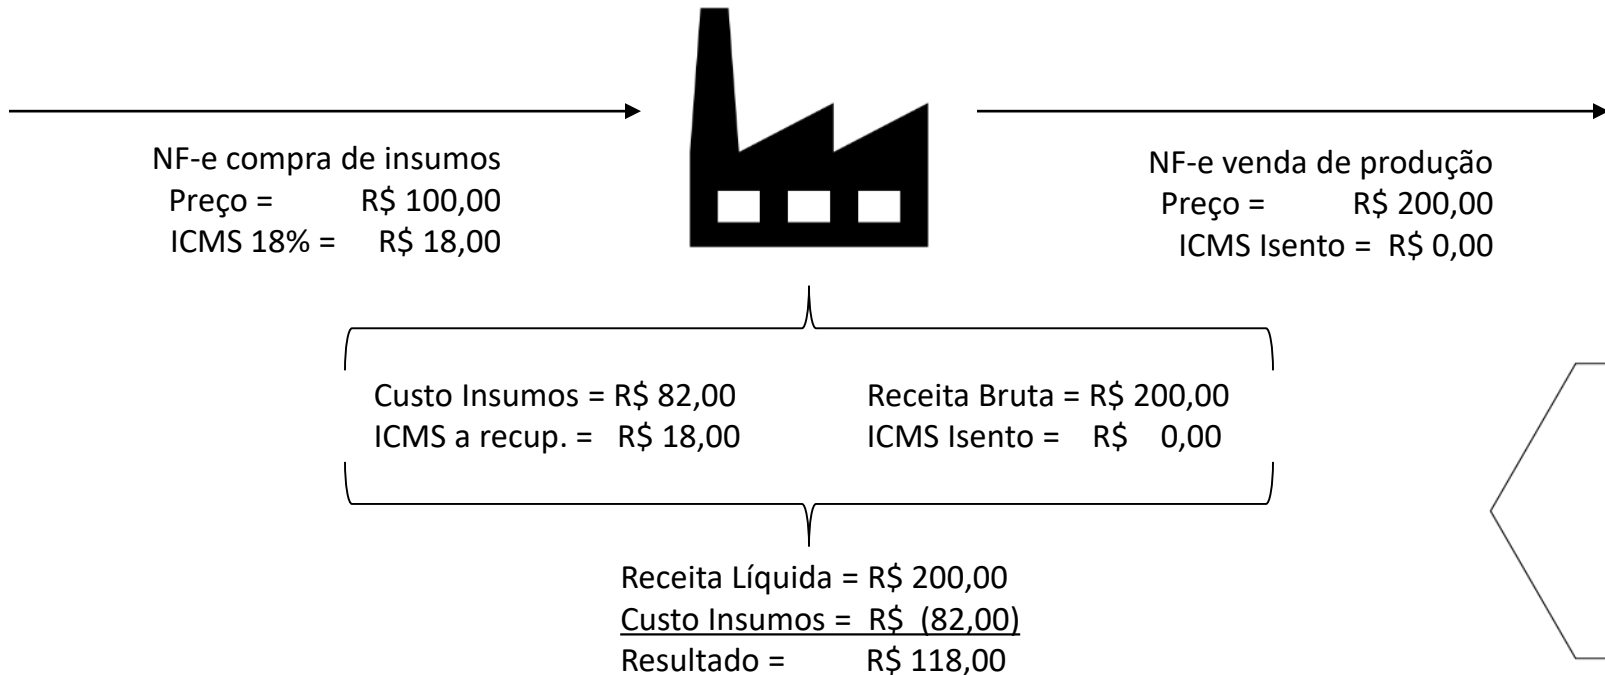 NF-e compra de insumos
Preço = R$ 100,00
ICMS 18% = R$ 18,00
NF-e venda de produção
Preço = R$ 200,00
ICMS Isento = R$ 0,00
Custo Insumos = R$ 82,00
ICMS a recup. = R$ 18,00
Receita Bruta = R$ 200,00
ICMS Isento = R$ 0,00
Receita Líquida = R$ 200,00
Custo Insumos = R$ (82,00)
Resultado = R$ 118,00